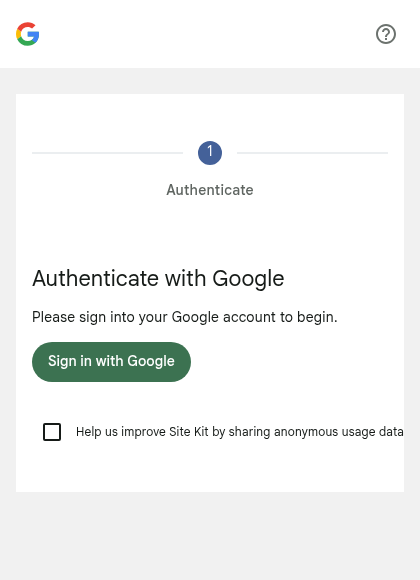 1
Authenticate
Authenticate with Google
Please sign into your Google account to begin.
Sign in with Google
Help us improve Site Kit by sharing anonymous usage data